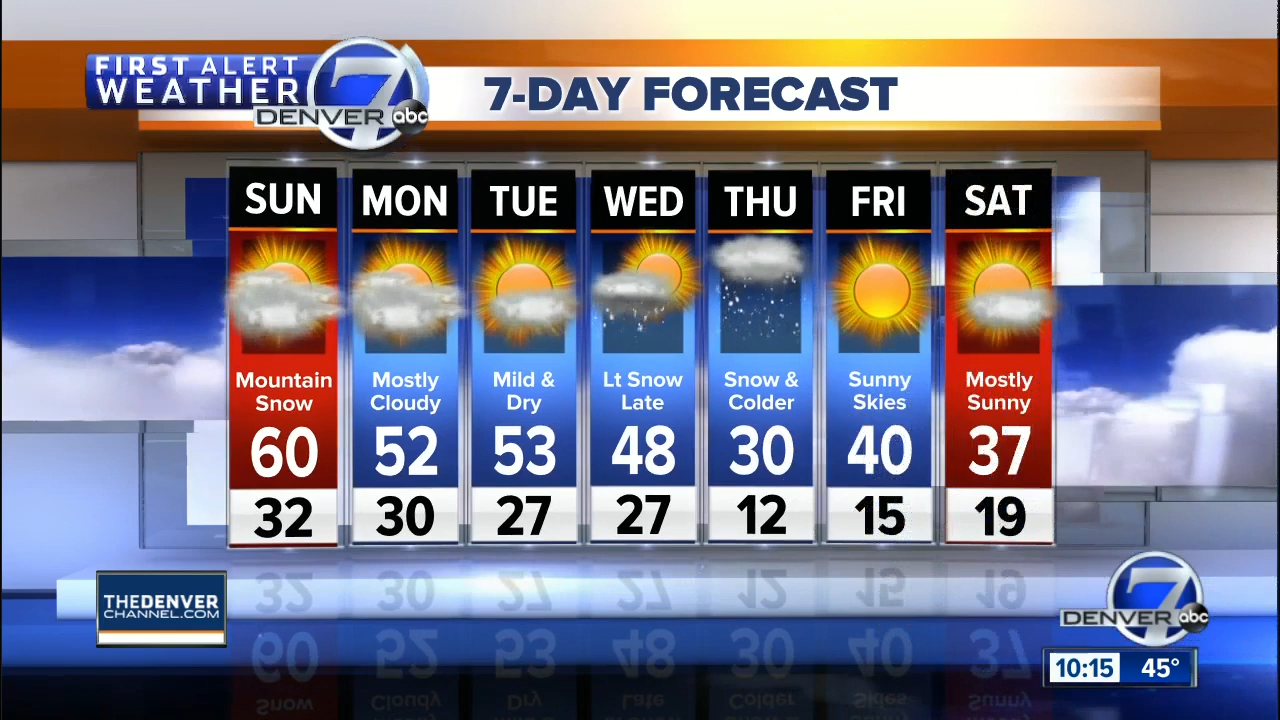 FIRST ALERT
WEATHER
7
DENVER abc
7-DAY FORECAST
SUN MON TUE WED THU FRI SAT
Mountain Mostly Mild & Lt Snow Snow & Sunny Mostly
Snow Cloudy Dry Late Colder Skies Sunny
60 52 53 48 30 40 37
32 30 27 27 12 15 19
THEDENVER
CHANNEL.COM
7
DENVER abc
10:15 45°